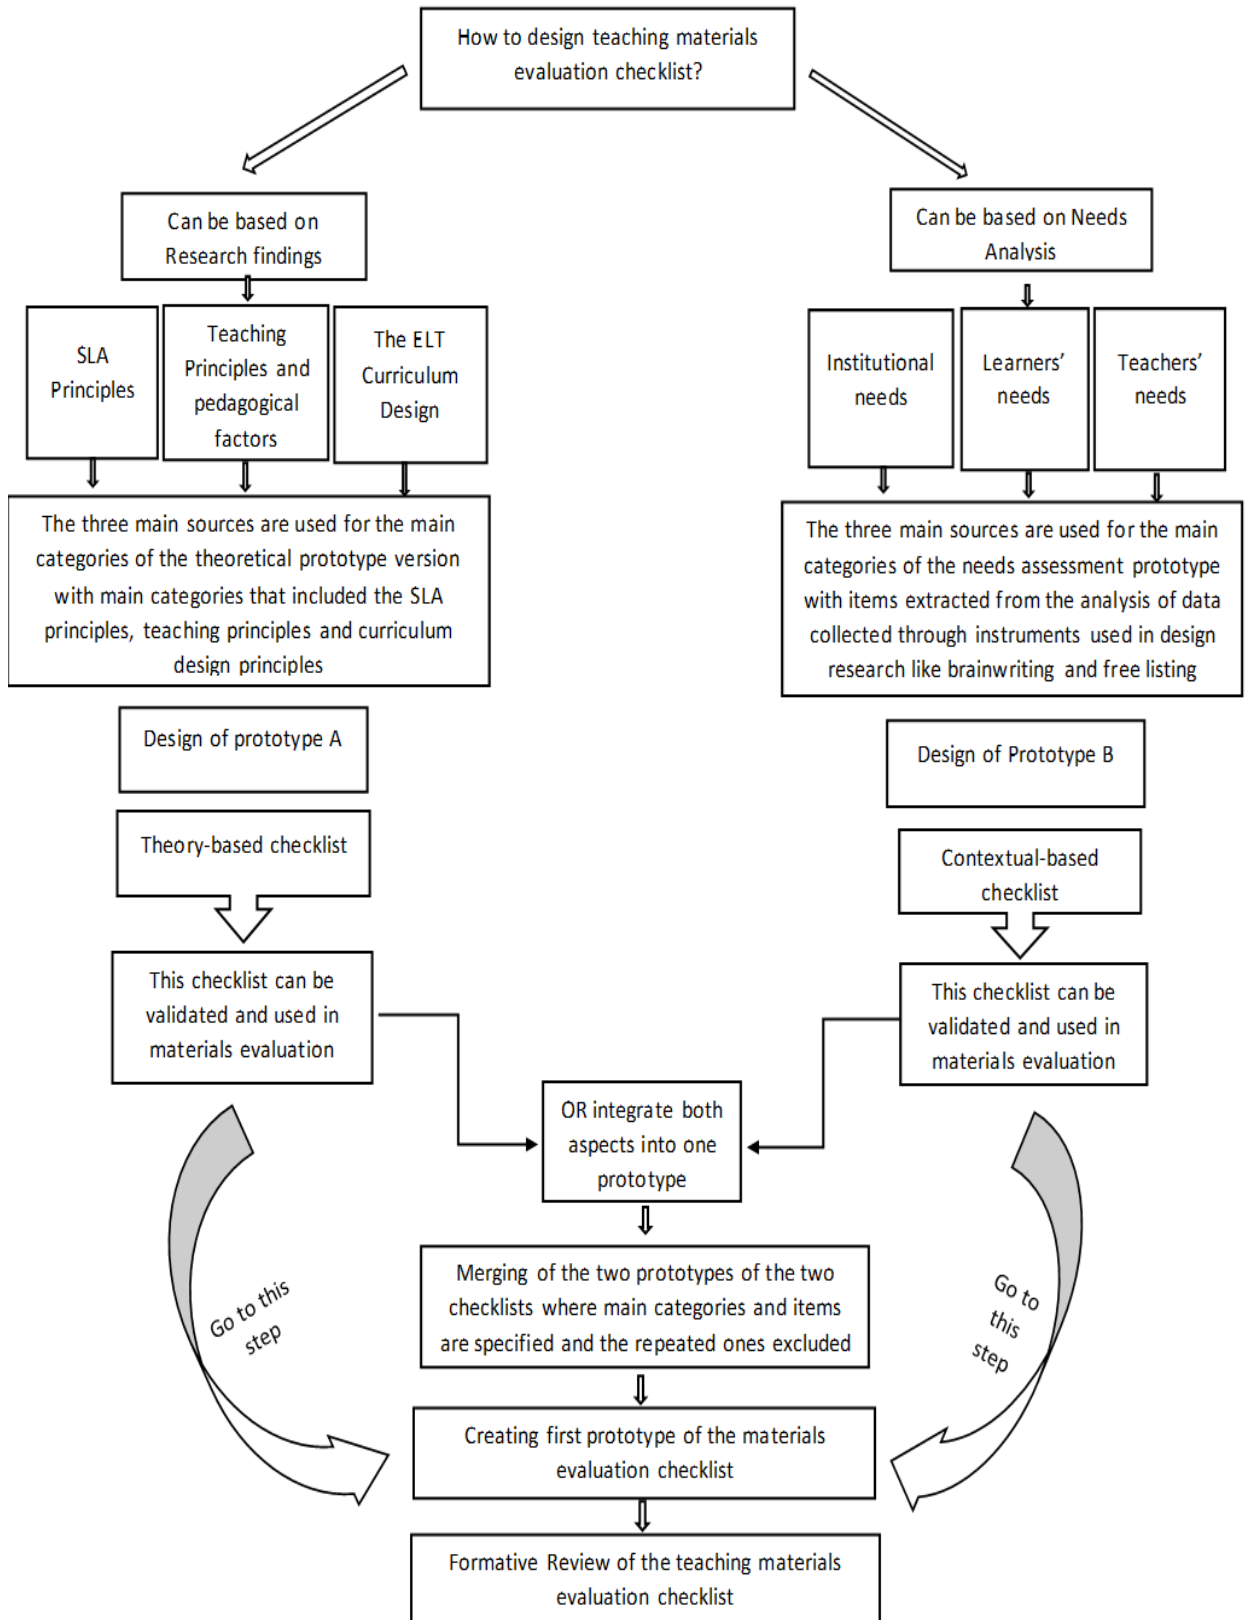 How to design teaching materials
evaluation checklist?
Can be based on
Research findings
Can be based on Needs
Analysis
SLA
Principles
Teaching
Principles and
pedagogical
factors
The ELT
Curriculum
Design
Institutional
needs
Learners'
needs
Teachers'
needs
The three main sources are used for the main
categories of the theoretical prototype version
with main categories that included the SLA
principles, teaching principles and curriculum
design principles
The three main sources are used for the main
categories of the needs assessment prototype
with items extracted from the analysis of data
collected through instruments used in design
research like brainwriting and free listing
Design of prototype A
Design of Prototype B
Theory-based checklist
Contextual-based
checklist
This checklist can be
validated and used in
materials evaluation
This checklist can be
validated and used in
materials evaluation
OR integrate both
aspects into one
prototype
Go to this
step
Go to
this
step
Merging of the two prototypes of the two
checklists where main categories and items
are specified and the repeated ones excluded
Creating first prototype of the materials
evaluation checklist
Formative Review of the teaching materials
evaluation checklist